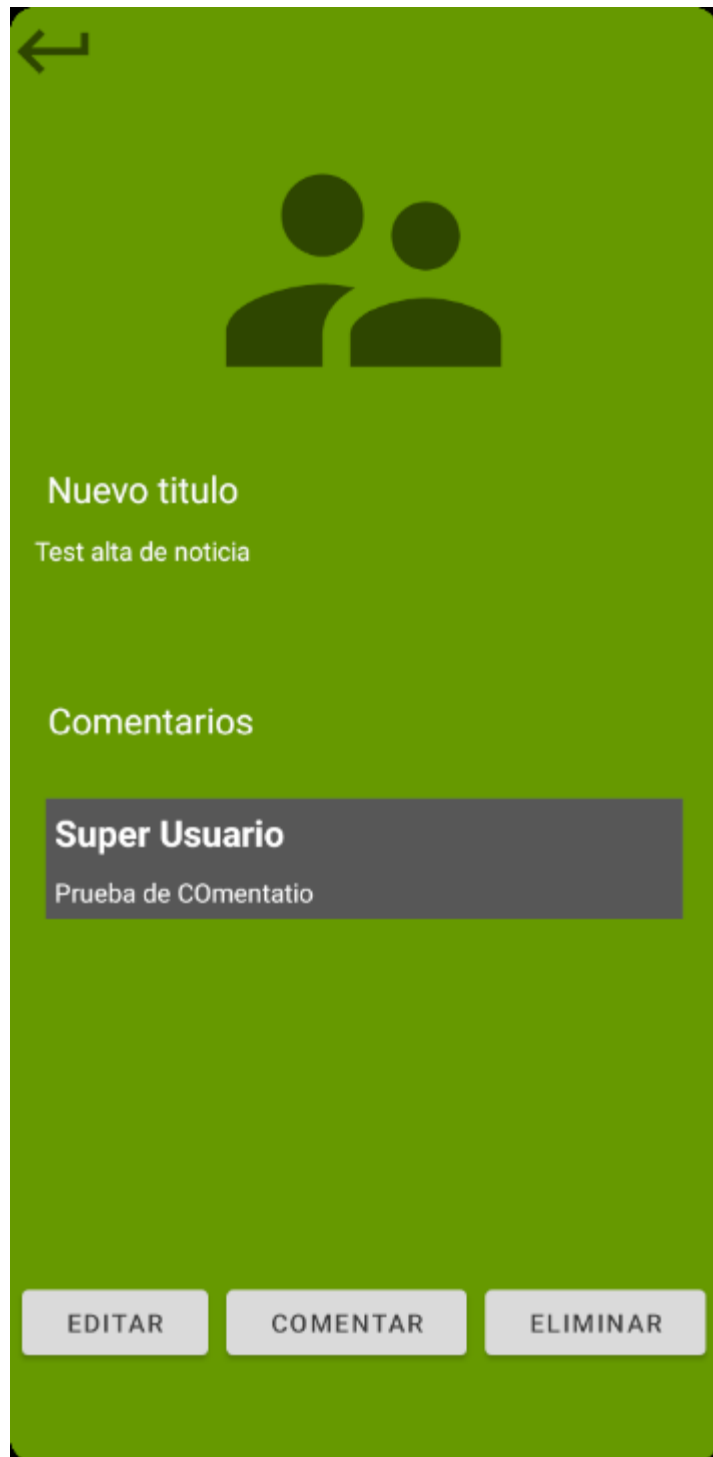 Nuevo titulo
Test alta de noticia
Comentarios
Super Usuario
Prueba de COmentatio
EDITAR
COMENTAR
ELIMINAR